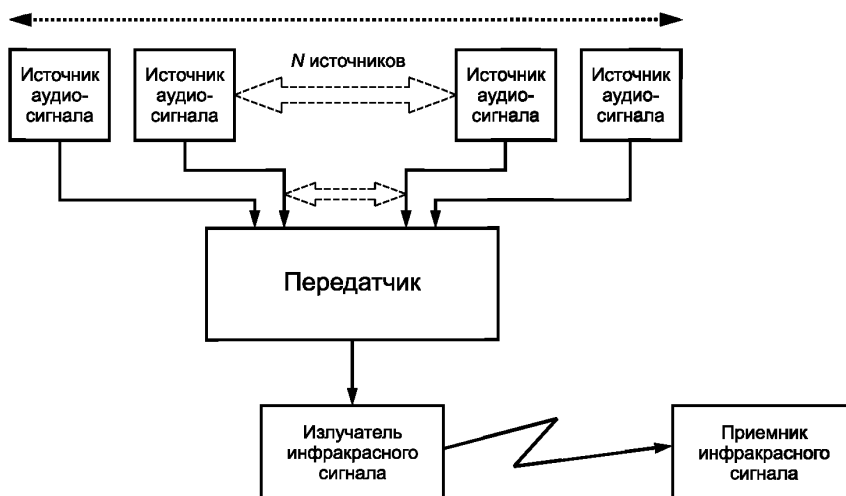 N источников
Источник
аудио-
сигнала
Источник
аудио-
сигнала
Источник
аудио-
сигнала
Источник
аудио-
сигнала
Передатчик
Излучатель
инфракрасного
сигнала
Приемник
инфракрасного
сигнала